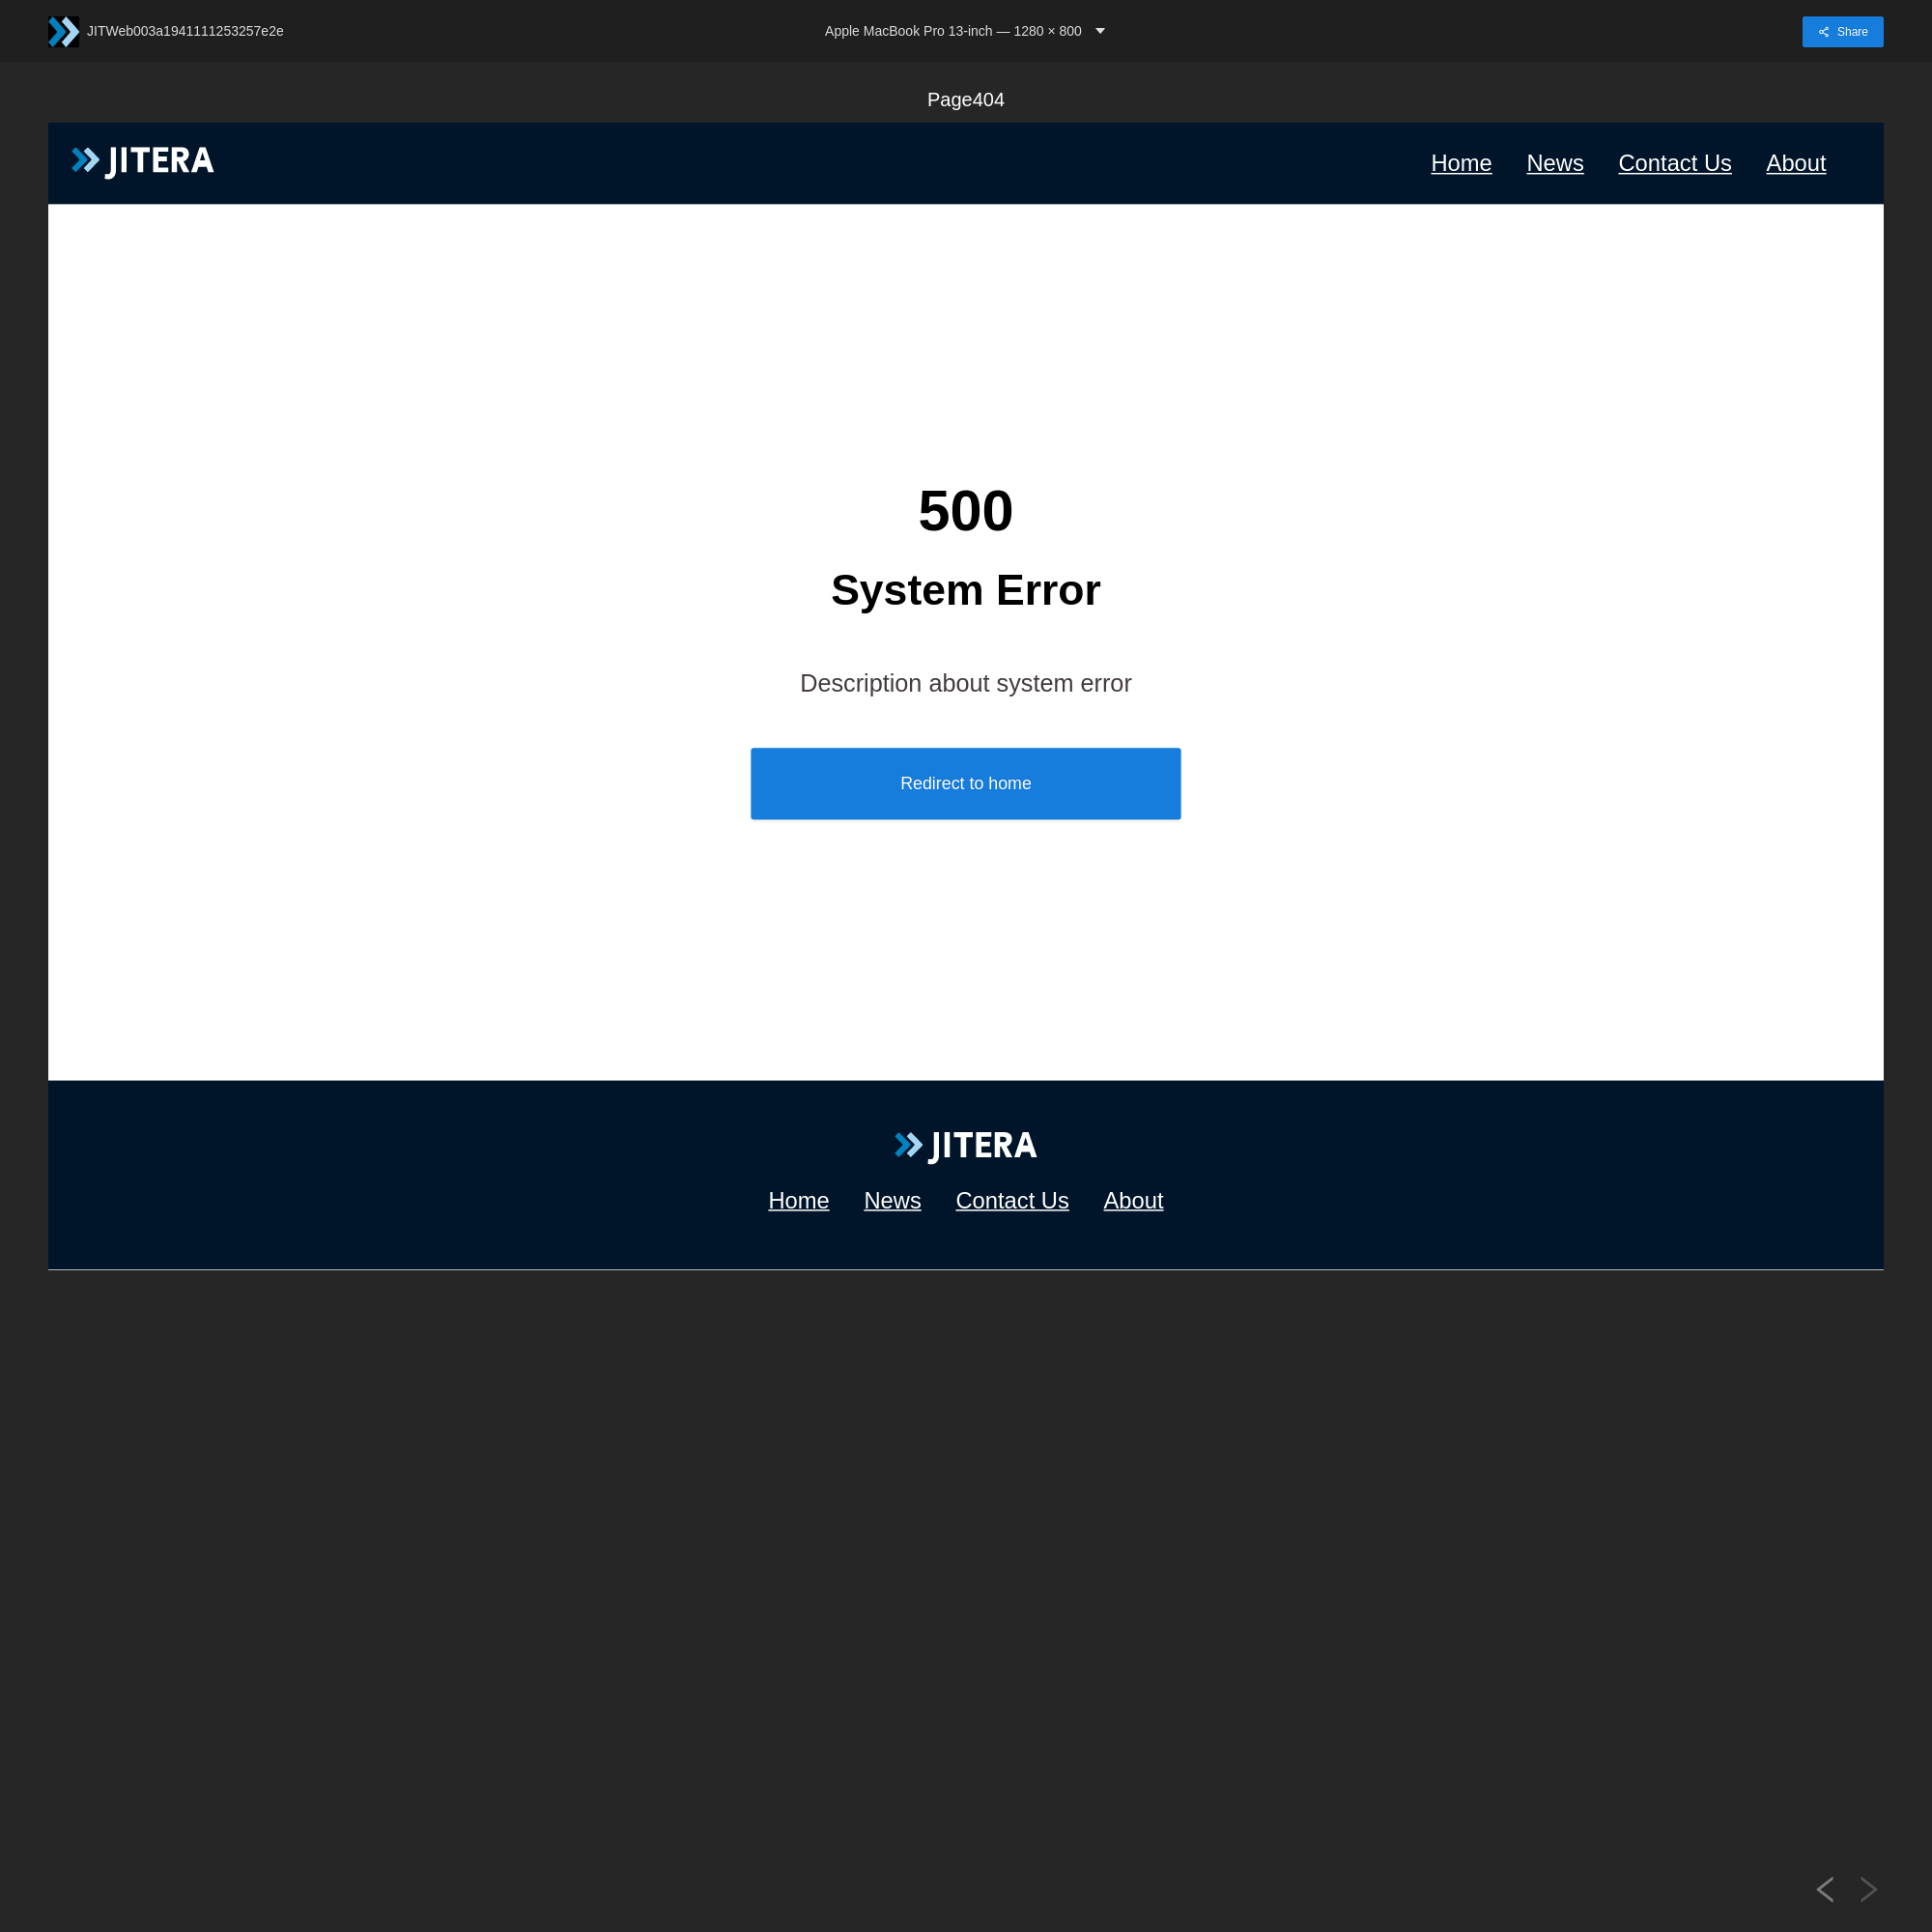 JITWeb003a1941111253257e2e
Apple MacBook Pro 13-inch — 1280 × 800
Share
Page404
JITERA
Home News Contact Us About
500
System Error
Description about system error
Redirect to home
JITERA
Home News Contact Us About